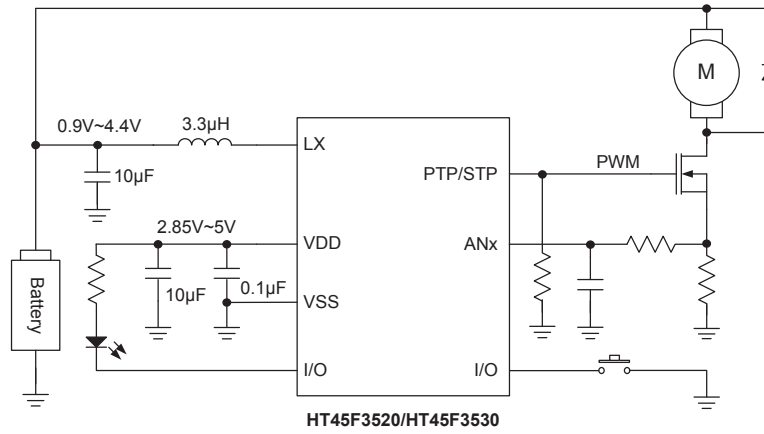 M
0.9V~4.4V
3.3μH
LX
10μF
PTP/STP
PWM
2.85V~5V
VDD
ANx
Battery
10μF
0.1μF
VSS
I/O
I/O
HT45F3520/HT45F3530